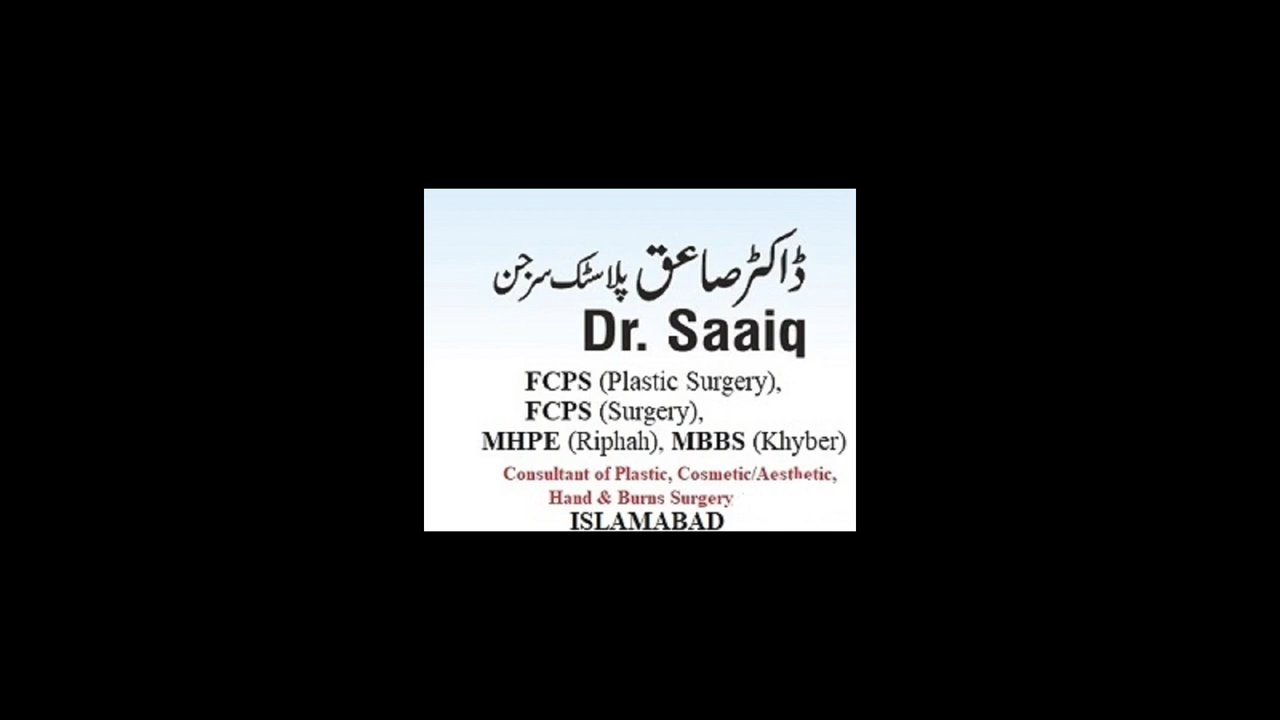 ڈاکٹر صاعق پلاسٹک سرجن
Dr. Saaiq
FCPS (Plastic Surgery),
FCPS (Surgery),
MHPE (Riphah), MBBS (Khyber)
Consultant of Plastic, Cosmetic/Aesthetic,
Hand & Burns Surgery
ISLAMABAD